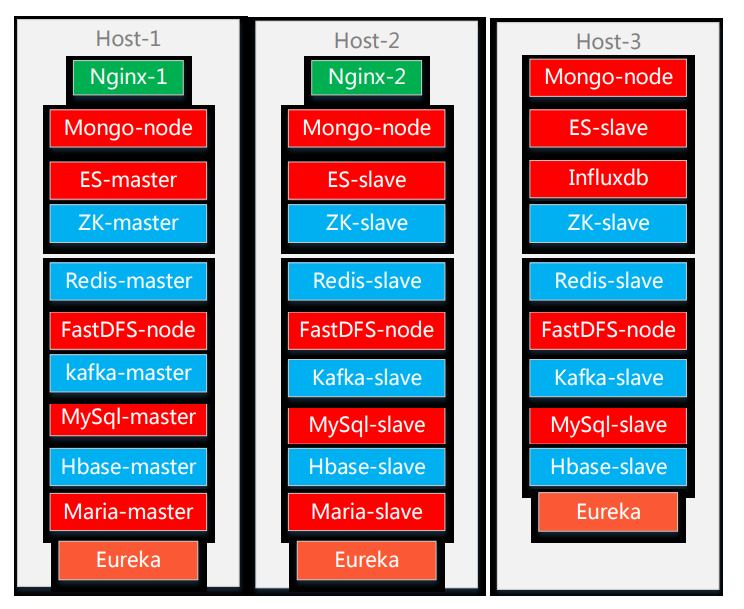 Host-1
Nginx-1
Mongo-node
ES-master
ZK-master
Redis-master
FastDFS-node
kafka-master
MySql-master
Hbase-master
Maria-master
Eureka
Host-2
Nginx-2
Mongo-node
ES-slave
ZK-slave
Redis-slave
FastDFS-node
Kafka-slave
MySql-slave
Hbase-slave
Maria-slave
Eureka
Host-3
Mongo-node
ES-slave
Influxdb
ZK-slave
Redis-slave
FastDFS-node
Kafka-slave
MySql-slave
Hbase-slave
Eureka